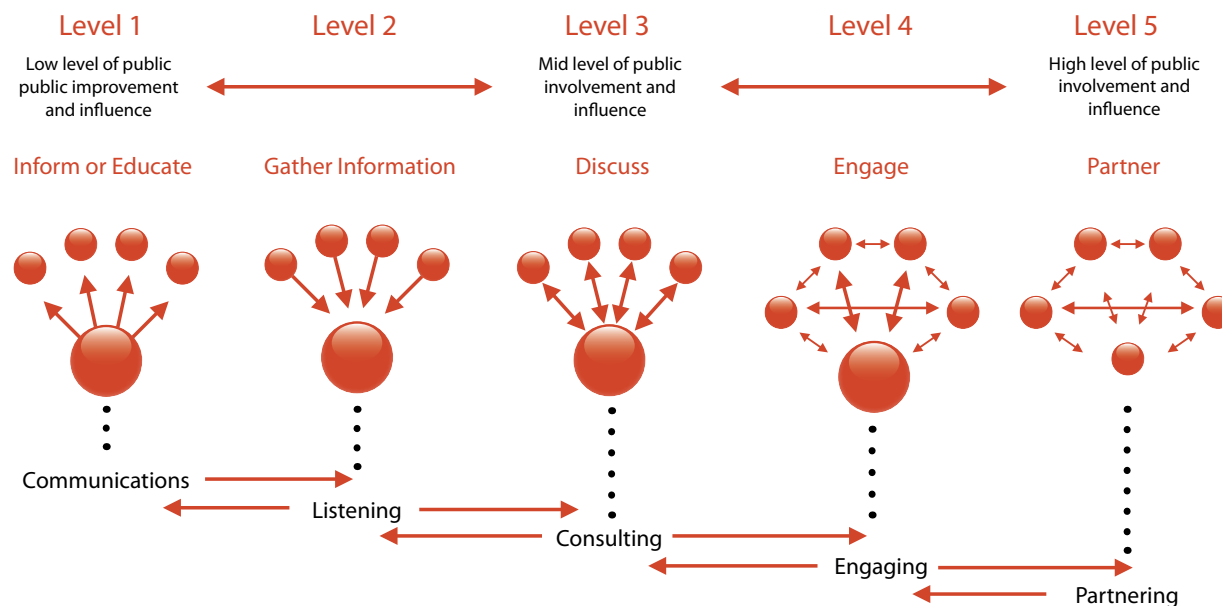 Level 1
Level 2
Level 3
Level 4
Level 5
Low level of public
public improvement
and influence
Mid level of public
involvement and
influence
High level of public
involvement and
influence
Inform or Educate
Gather Information
Discuss
Engage
Partner
Communications
Listening
Consulting
Engaging
Partnering